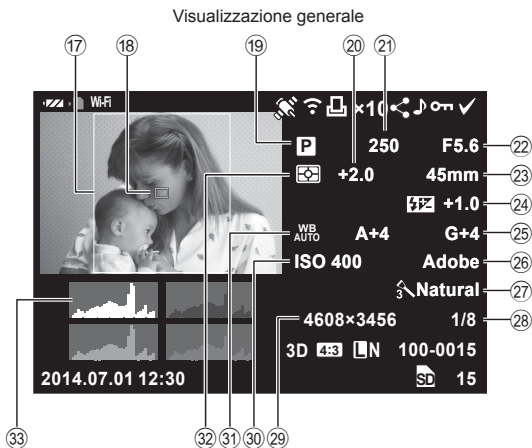 Visualizzazione generale
⑰ ⑱ ⑲ ⑳ ㉑
Wi-Fi ×10
P 250 F5.6 ㉒
+2.0 45mm ㉓
+1.0 ㉔
WB AUTO A+4 G+4 ㉕
ISO 400 Adobe ㉖
3 Natural ㉗
4608×3456 1/8 ㉘
3D 4:3 LN 100-0015
2014.07.01 12:30 SD 15
㉝ ㉜ ㉛ ㉚ ㉙